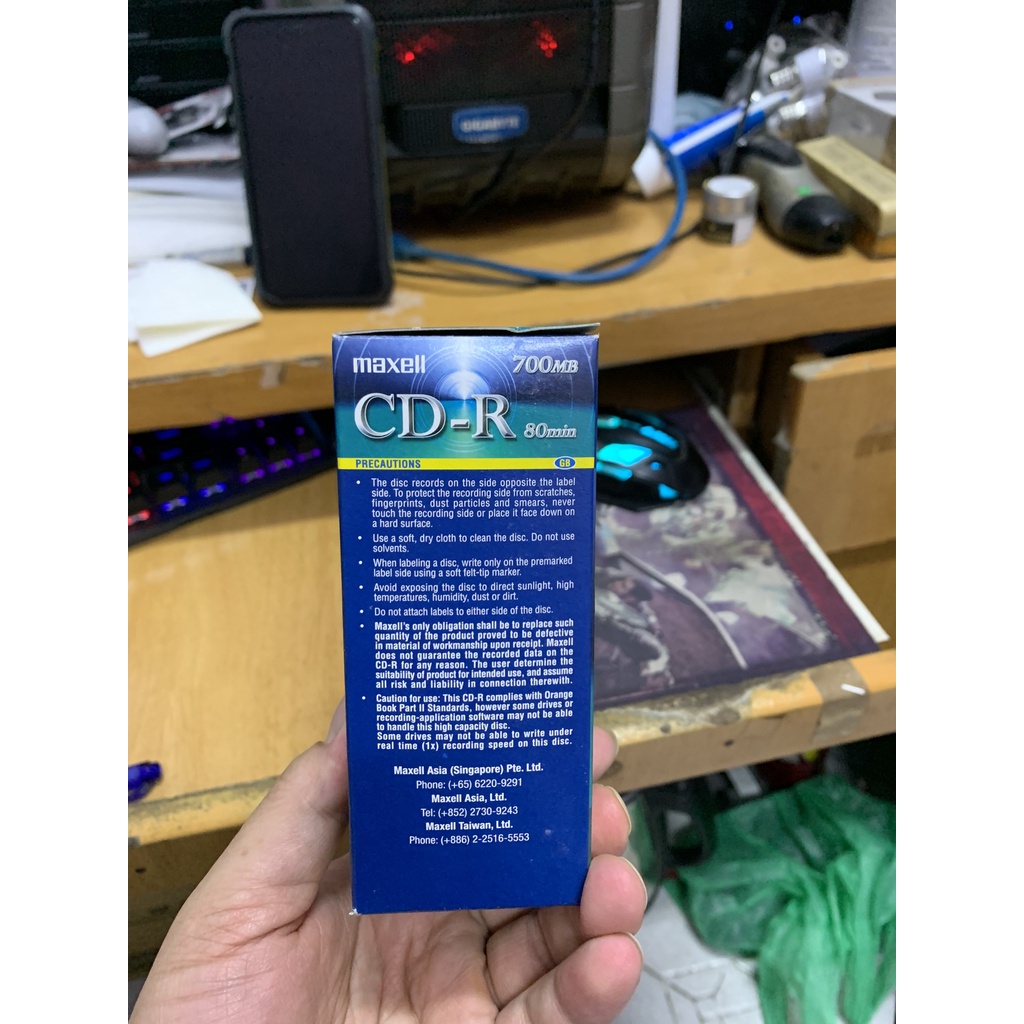 GIGABYTE
maxell
700MB
CD-R 80min
PRECAUTIONS GB
• The disc records on the side opposite the label
side. To protect the recording side from scratches,
fingerprints, dust particles and smears, never
touch the recording side or place it face down on
a hard surface.
• Use a soft, dry cloth to clean the disc. Do not use
solvents.
• When labeling a disc, write only on the premarked
label side using a soft felt-tip marker.
• Avoid exposing the disc to direct sunlight, high
temperatures, humidity, dust or dirt.
• Do not attach labels to either side of the disc.
• Maxell's only obligation shall be to replace such
quantity of the product proved to be defective
in material of workmanship upon receipt. Maxell
does not guarantee the recorded data on the
CD-R for any reason. The user determine the
suitability of product for intended use, and assume
all risk and liability in connection therewith.
• Caution for use: This CD-R complies with Orange
Book Part II Standards, however some drives or
recording-application software may not be able
to handle this high capacity disc.
Some drives may not be able to write under
real time (1x) recording speed on this disc.
Maxell Asia (Singapore) Pte. Ltd.
Phone: (+65) 6220-9291
Maxell Asia, Ltd.
Tel: (+852) 2730-9243
Maxell Taiwan, Ltd.
Phone: (+886) 2-2516-5553